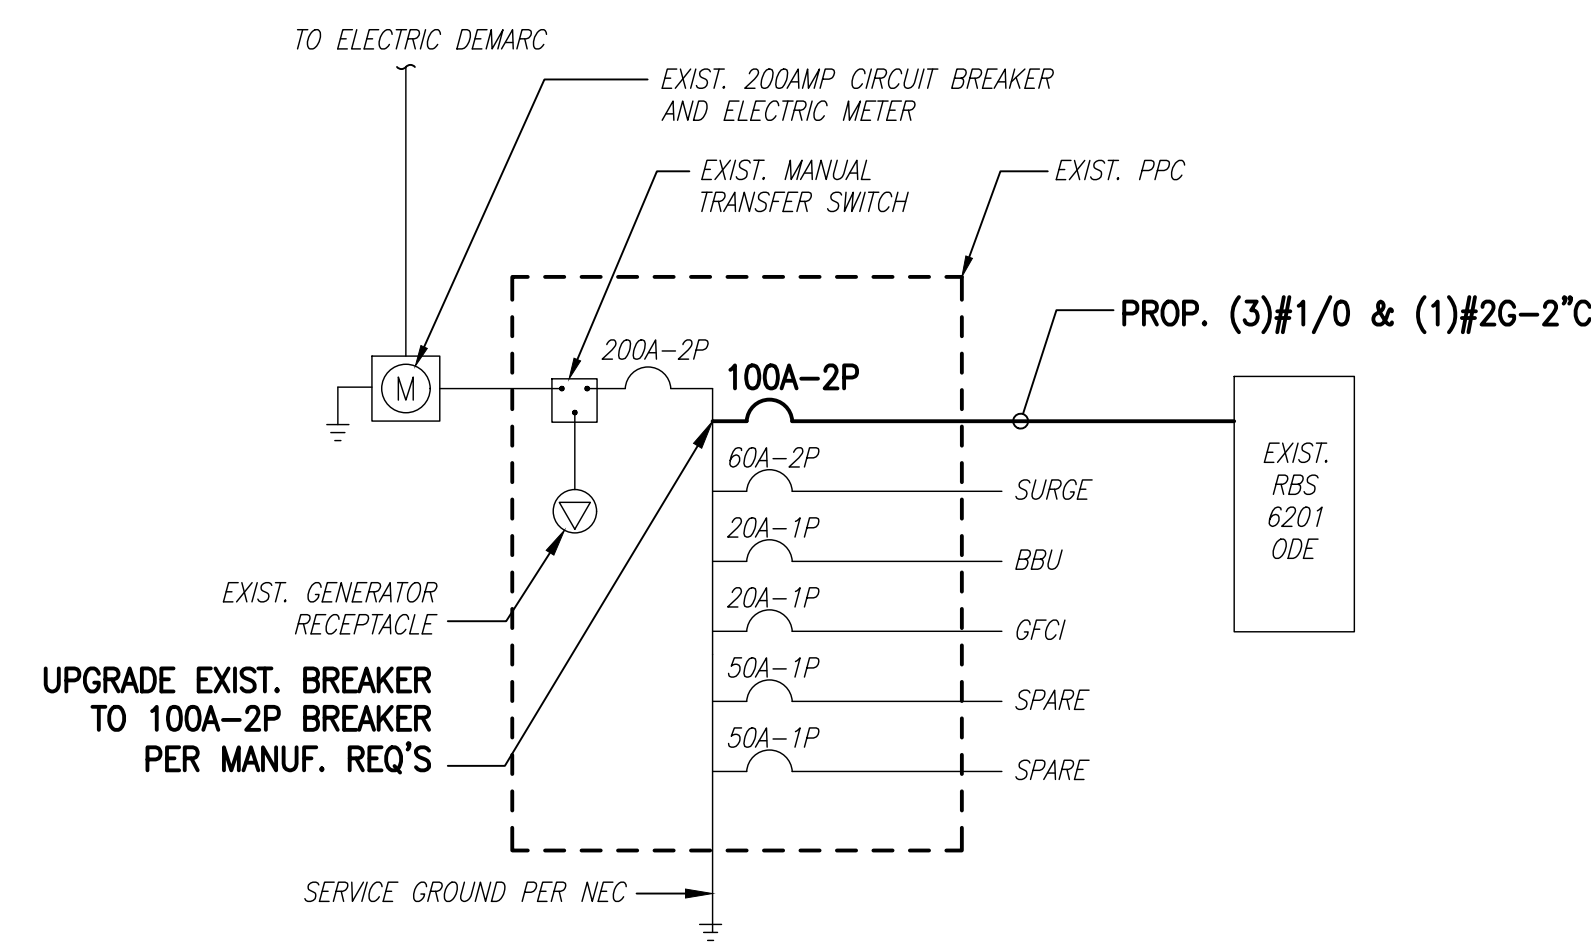 TO ELECTRIC DEMARC
EXIST. 200AMP CIRCUIT BREAKER
AND ELECTRIC METER
EXIST. MANUAL
TRANSFER SWITCH
EXIST. PPC
PROP. (3)#1/0 & (1)#2G-2"C
200A-2P
100A-2P
M
60A-2P
SURGE
20A-1P
BBU
20A-1P
GFCI
50A-1P
SPARE
50A-1P
SPARE
EXIST.
RBS
6201
ODE
EXIST. GENERATOR
RECEPTACLE
UPGRADE EXIST. BREAKER
TO 100A-2P BREAKER
PER MANUF. REQ'S
SERVICE GROUND PER NEC